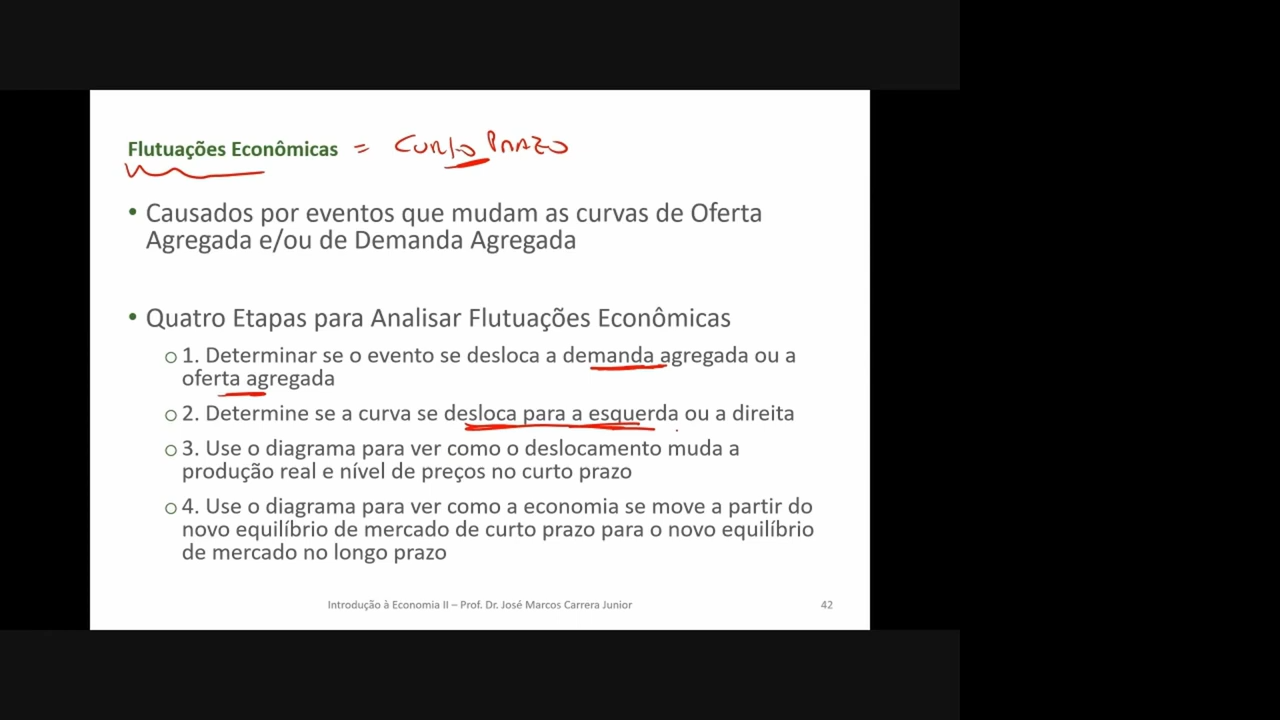 Flutuações Econômicas = CURTO PRAZO
• Causados por eventos que mudam as curvas de Oferta
Agregada e/ou de Demanda Agregada
• Quatro Etapas para Analisar Flutuações Econômicas
○ 1. Determinar se o evento se desloca a demanda agregada ou a
oferta agregada
○ 2. Determine se a curva se desloca para a esquerda ou a direita
○ 3. Use o diagrama para ver como o deslocamento muda a
produção real e nível de preços no curto prazo
○ 4. Use o diagrama para ver como a economia se move a partir do
novo equilíbrio de mercado de curto prazo para o novo equilíbrio
de mercado no longo prazo
Introdução à Economia II – Prof. Dr. José Marcos Carrera Junior 42